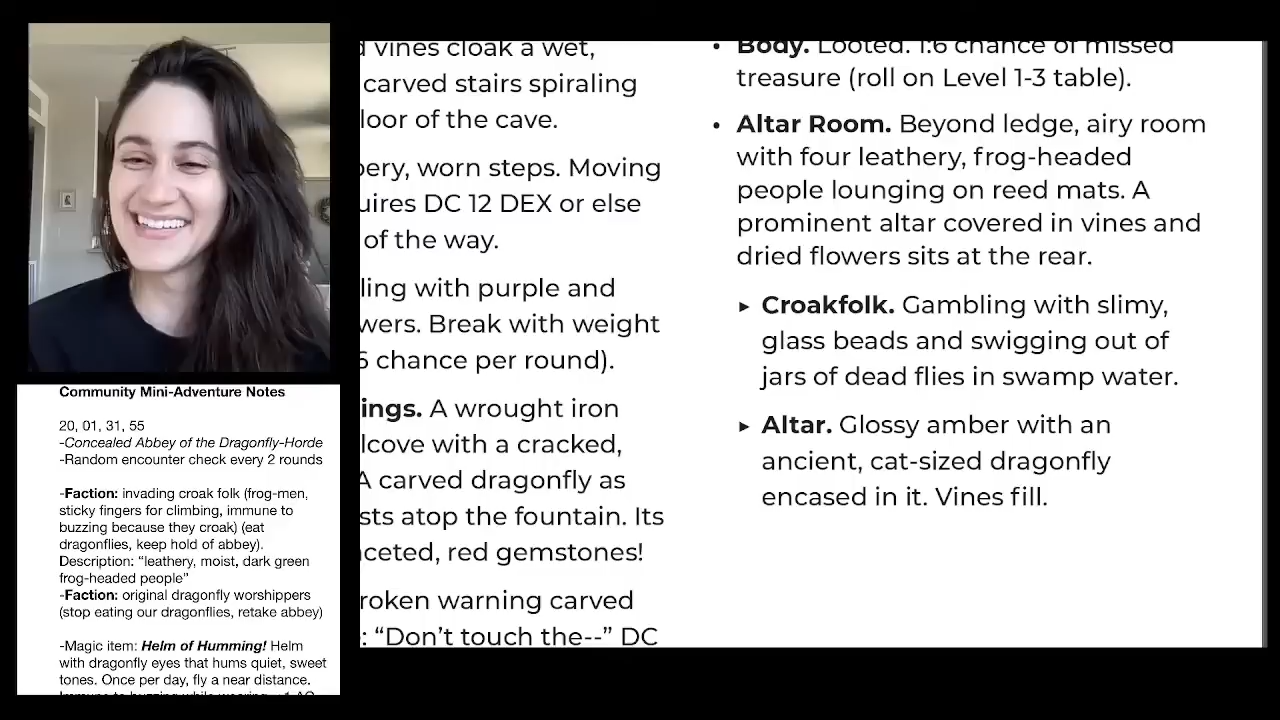 Community Mini-Adventure Notes
20, 01, 31, 55
-Concealed Abbey of the Dragonfly-Horde
-Random encounter check every 2 rounds
-Faction: invading croak folk (frog-men,
sticky fingers for climbing, immune to
buzzing because they croak) (eat
dragonflies, keep hold of abbey).
Description: “leathery, moist, dark green
frog-headed people”
-Faction: original dragonfly worshippers
(stop eating our dragonflies, retake abbey)
-Magic item: Helm of Humming! Helm
with dragonfly eyes that hums quiet, sweet
tones. Once per day, fly a near distance.
vines cloak a wet,
carved stairs spiraling
of the cave.
worn steps. Moving
DC 12 DEX or else
of the way.
with purple and
Break with weight
chance per round).
A wrought iron
with a cracked,
A carved dragonfly as
atop the fountain. Its
red gemstones!
warning carved
“Don’t touch the--” DC
Body. Looted. 1:6 chance of missed
treasure (roll on Level 1-3 table).
• Altar Room. Beyond ledge, airy room
with four leathery, frog-headed
people lounging on reed mats. A
prominent altar covered in vines and
dried flowers sits at the rear.
► Croakfolk. Gambling with slimy,
glass beads and swigging out of
jars of dead flies in swamp water.
► Altar. Glossy amber with an
ancient, cat-sized dragonfly
encased in it. Vines fill.